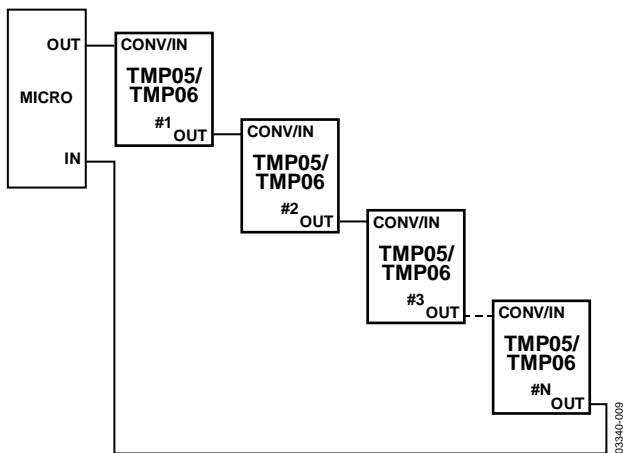 OUT
MICRO
IN
CONV/IN
TMP05/
TMP06
#1
OUT
CONV/IN
TMP05/
TMP06
#2
OUT
CONV/IN
TMP05/
TMP06
#3
OUT
CONV/IN
TMP05/
TMP06
#N
OUT
03340-009